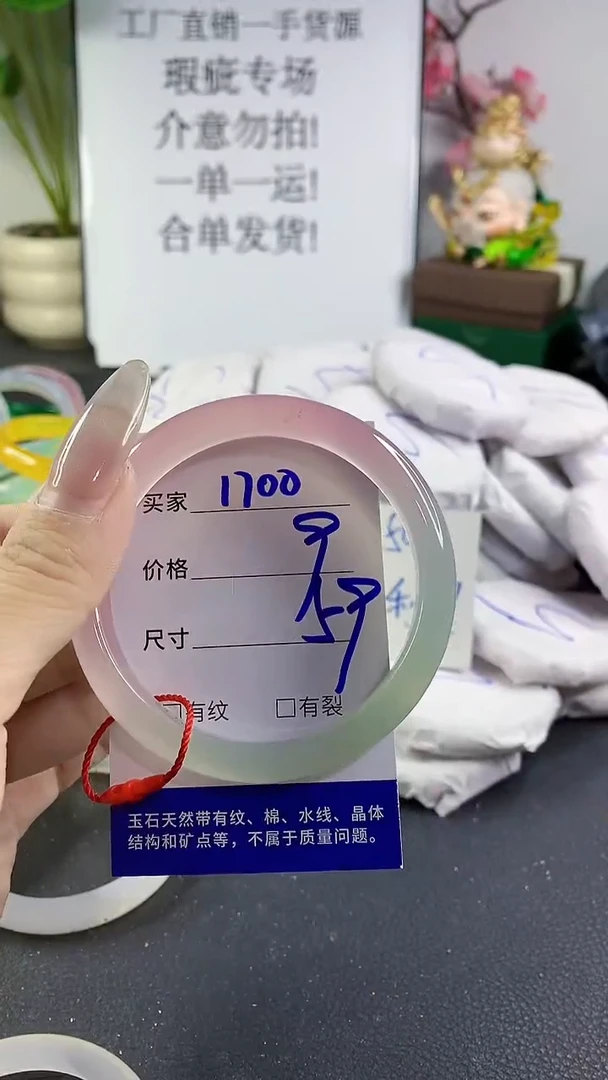 工厂直销一手货源
瑕疵专场
介意勿拍!
一单一运!
合单发货!
买家 1700
价格
尺寸 59
有纹 □有裂
玉石天然带有纹、棉、水线、晶体
结构和矿点等，不属于质量问题。